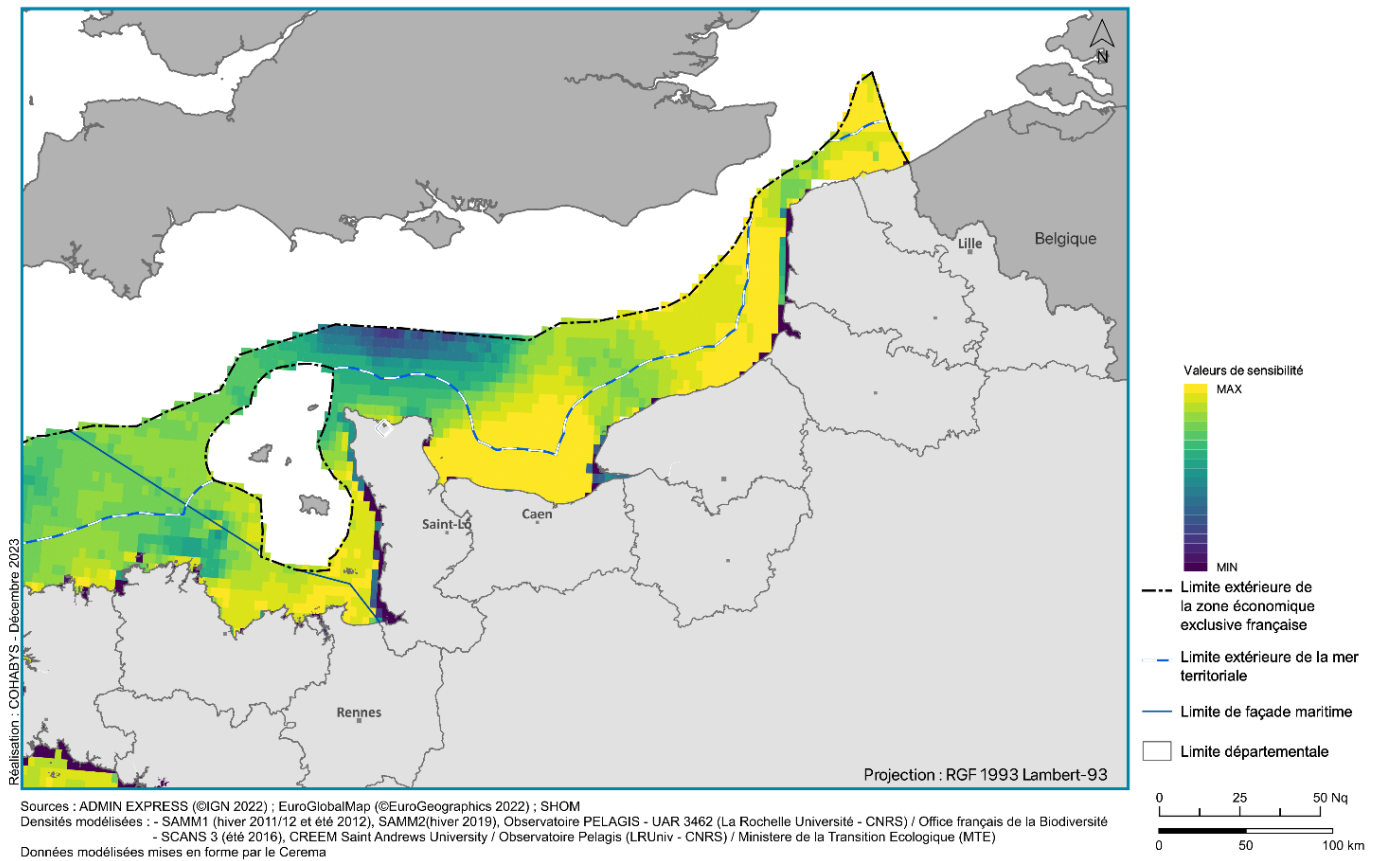 N
Lille
Belgique
Saint-Lô
Caen
Rennes
Projection : RGF 1993 Lambert-93
Réalisation : COHABYS - Décembre 2023
Valeurs de sensibilité
MAX
MIN
Limite extérieure de
la zone économique
exclusive française
Limite extérieure de la mer
territoriale
Limite de façade maritime
Limite départementale
0 25 50 Nq
0 50 100 km
Sources : ADMIN EXPRESS (©IGN 2022) ; EuroGlobalMap (©EuroGeographics 2022) ; SHOM
Densités modélisées : - SAMM1 (hiver 2011/12 et été 2012), SAMM2(hiver 2019), Observatoire PELAGIS - UAR 3462 (La Rochelle Université - CNRS) / Office français de la Biodiversité
- SCANS 3 (été 2016), CREEM Saint Andrews University / Observatoire Pelagis (LRUniv - CNRS) / Ministere de la Transition Ecologique (MTE)
Données modélisées mises en forme par le Cerema